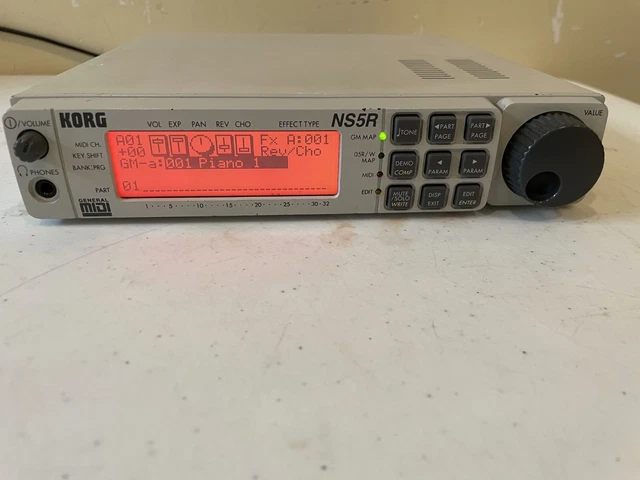 /VOLUME
PHONES
KORG
VOL EXP PAN REV CHO EFFECT TYPE
NS5R
MIDI CH.
KEY SHIFT
BANK:PRG
PART
GENERAL
MIDI
A01 Fx A:001
+00 Rev/Cho
GM-a:001 Piano 1
01
1 5 10 15 20 25 30 32
GM MAP
05R/W
MAP
MIDI
EDIT
TONE
PART
PAGE
PART
PAGE
DEMO
COMP
PARAM
PARAM
MUTE
/SOLO
WRITE
DISP
EXIT
EDIT
ENTER
VALUE